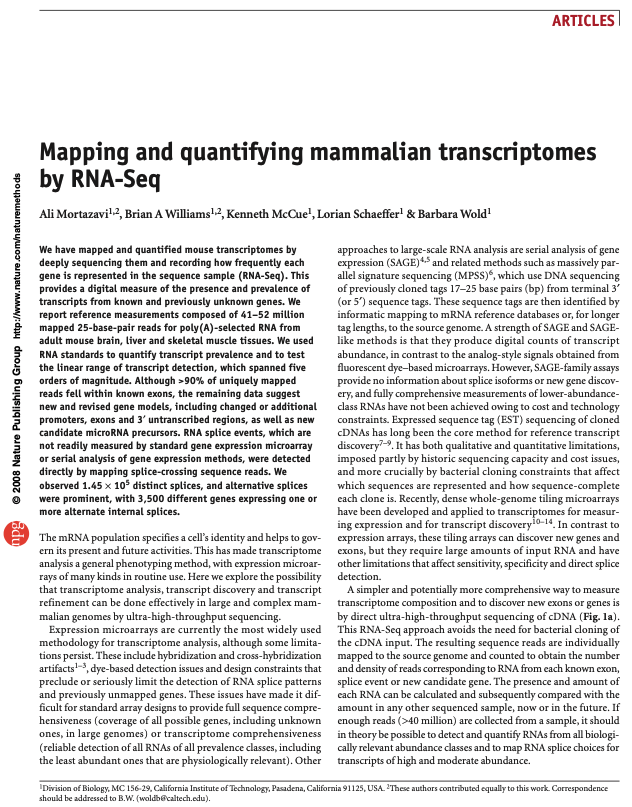 ARTICLES
Mapping and quantifying mammalian transcriptomes
by RNA-Seq
Ali Mortazavi1,2, Brian A Williams1,2, Kenneth McCue1, Lorian Schaeffer1 & Barbara Wold1
We have mapped and quantified mouse transcriptomes by
deeply sequencing them and recording how frequently each
gene is represented in the sequence sample (RNA-Seq). This
provides a digital measure of the presence and prevalence of
transcripts from known and previously unknown genes. We
report reference measurements composed of 41–52 million
mapped 25-base-pair reads for poly(A)-selected RNA from
adult mouse brain, liver and skeletal muscle tissues. We used
RNA standards to quantify transcript prevalence and to test
the linear range of transcript detection, which spanned five
orders of magnitude. Although >90% of uniquely mapped
reads fell within known exons, the remaining data suggest
new and revised gene models, including changed or additional
promoters, exons and 3′ untranscribed regions, as well as new
candidate microRNA precursors. RNA splice events, which are
not readily measured by standard gene expression microarray
or serial analysis of gene expression methods, were detected
directly by mapping splice-crossing sequence reads. We
observed 1.45 × 10⁵ distinct splices, and alternative splices
were prominent, with 3,500 different genes expressing one or
more alternate internal splices.
The mRNA population specifies a cell's identity and helps to gov-
ern its present and future activities. This has made transcriptome
analysis a general phenotyping method, with expression microar-
rays of many kinds in routine use. Here we explore the possibility
that transcriptome analysis, transcript discovery and transcript
refinement can be done effectively in large and complex mam-
malian genomes by ultra-high-throughput sequencing.
Expression microarrays are currently the most widely used
methodology for transcriptome analysis, although some limita-
tions persist. These include hybridization and cross-hybridization
artifacts1–3, dye-based detection issues and design constraints that
preclude or seriously limit the detection of RNA splice patterns
and previously unmapped genes. These issues have made it dif-
ficult for standard array designs to provide full sequence compre-
hensiveness (coverage of all possible genes, including unknown
ones, in large genomes) or transcriptome comprehensiveness
(reliable detection of all RNAs of all prevalence classes, including
the least abundant ones that are physiologically relevant). Other
approaches to large-scale RNA analysis are serial analysis of gene
expression (SAGE)4,5 and related methods such as massively par-
allel signature sequencing (MPSS)6, which use DNA sequencing
of previously cloned tags 17–25 base pairs (bp) from terminal 3′
(or 5′) sequence tags. These sequence tags are then identified by
informatic mapping to mRNA reference databases or, for longer
tag lengths, to the source genome. A strength of SAGE and SAGE-
like methods is that they produce digital counts of transcript
abundance, in contrast to the analog-style signals obtained from
fluorescent dye–based microarrays. However, SAGE-family assays
provide no information about splice isoforms or new gene discov-
ery, and fully comprehensive measurements of lower-abundance-
class RNAs have not been achieved owing to cost and technology
constraints. Expressed sequence tag (EST) sequencing of cloned
cDNAs has long been the core method for reference transcript
discovery7–9. It has both qualitative and quantitative limitations,
imposed partly by historic sequencing capacity and cost issues,
and more crucially by bacterial cloning constraints that affect
which sequences are represented and how sequence-complete
each clone is. Recently, dense whole-genome tiling microarrays
have been developed and applied to transcriptomes for measur-
ing expression and for transcript discovery10–14. In contrast to
expression arrays, these tiling arrays can discover new genes and
exons, but they require large amounts of input RNA and have
other limitations that affect sensitivity, specificity and direct splice
detection.
A simpler and potentially more comprehensive way to measure
transcriptome composition and to discover new exons or genes is
by direct ultra-high-throughput sequencing of cDNA (Fig. 1a).
This RNA-Seq approach avoids the need for bacterial cloning of
the cDNA input. The resulting sequence reads are individually
mapped to the source genome and counted to obtain the number
and density of reads corresponding to RNA from each known exon,
splice event or new candidate gene. The presence and amount of
each RNA can be calculated and subsequently compared with the
amount in any other sequenced sample, now or in the future. If
enough reads (>40 million) are collected from a sample, it should
in theory be possible to detect and quantify RNAs from all biologi-
cally relevant abundance classes and to map RNA splice choices for
transcripts of high and moderate abundance.
1Division of Biology, MC 156-29, California Institute of Technology, Pasadena, California 91125, USA. 2These authors contributed equally to this work. Correspondence
should be addressed to B.W. (woldb@caltech.edu).
© 2008 Nature Publishing Group http://www.nature.com/naturemethods
npg